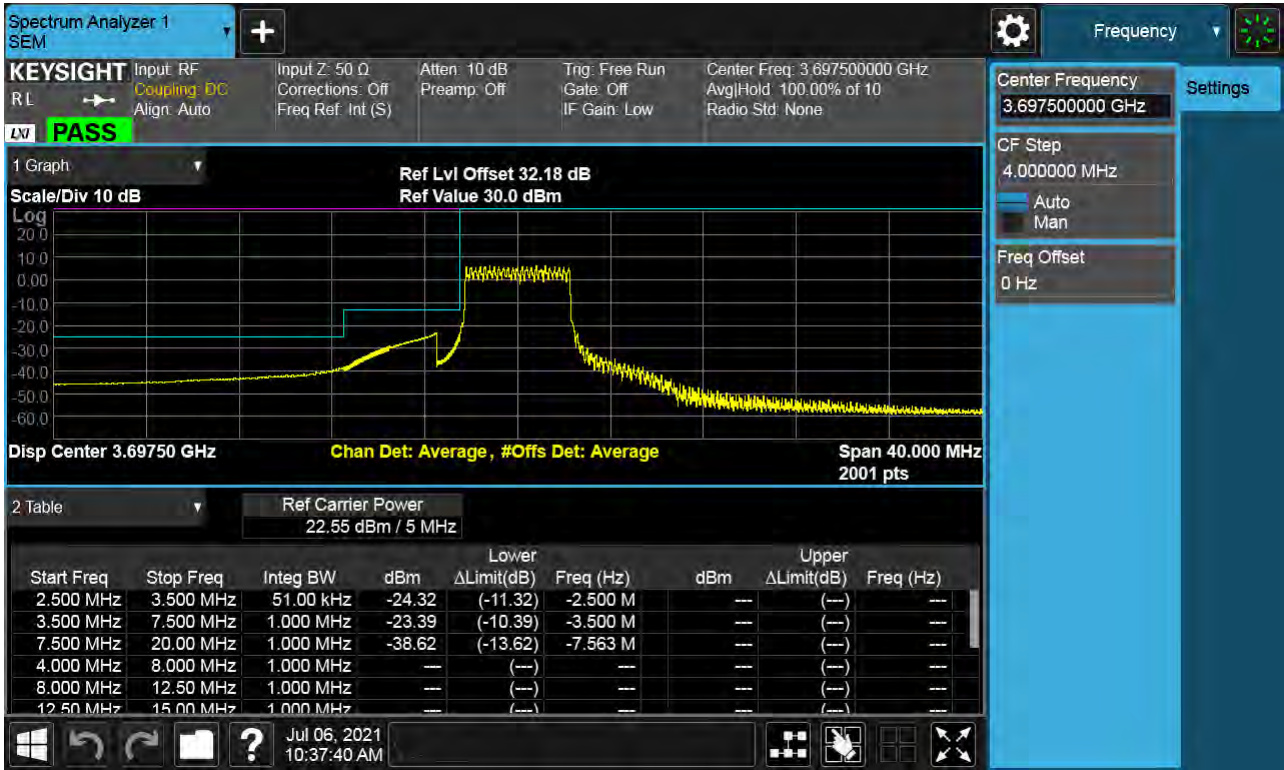 Spectrum Analyzer 1
SEM
+
Frequency
KEYSIGHT
RL
LXI
PASS
Input: RF
Coupling: DC
Align: Auto
Input Z: 50 Ω
Corrections: Off
Freq Ref: Int (S)
Atten: 10 dB
Preamp: Off
Trig: Free Run
Gate: Off
IF Gain: Low
Center Freq: 3.697500000 GHz
Avg|Hold: 100.00% of 10
Radio Std: None
Center Frequency
3.697500000 GHz
Settings
CF Step
4.000000 MHz
Auto
Man
Freq Offset
0 Hz
1 Graph
Scale/Div 10 dB
Ref Lvl Offset 32.18 dB
Ref Value 30.0 dBm
Log
20.0
10.0
0.00
-10.0
-20.0
-30.0
-40.0
-50.0
-60.0
Disp Center 3.69750 GHz
Chan Det: Average, #Offs Det: Average
Span 40.000 MHz
2001 pts
2 Table
Ref Carrier Power
22.55 dBm / 5 MHz
Lower Upper
Start Freq Stop Freq Integ BW dBm ΔLimit(dB) Freq (Hz) dBm ΔLimit(dB) Freq (Hz)
2.500 MHz 3.500 MHz 51.00 kHz -24.32 (-11.32) -2.500 M --- (---) ---
3.500 MHz 7.500 MHz 1.000 MHz -23.39 (-10.39) -3.500 M --- (---) ---
7.500 MHz 20.00 MHz 1.000 MHz -38.62 (-13.62) -7.563 M --- (---) ---
4.000 MHz 8.000 MHz 1.000 MHz --- (---) --- --- (---) ---
8.000 MHz 12.50 MHz 1.000 MHz --- (---) --- --- (---) ---
12.50 MHz 15.00 MHz 1.000 MHz --- (---) --- --- (---) ---
?
Jul 06, 2021
10:37:40 AM